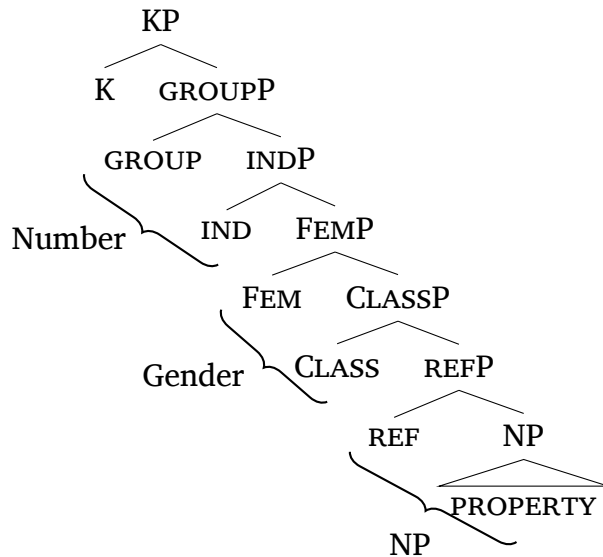 KP
K GROUPP
GROUP INDP
Number IND FEMP
FEM CLASSP
Gender CLASS REFP
REF NP
PROPERTY
NP